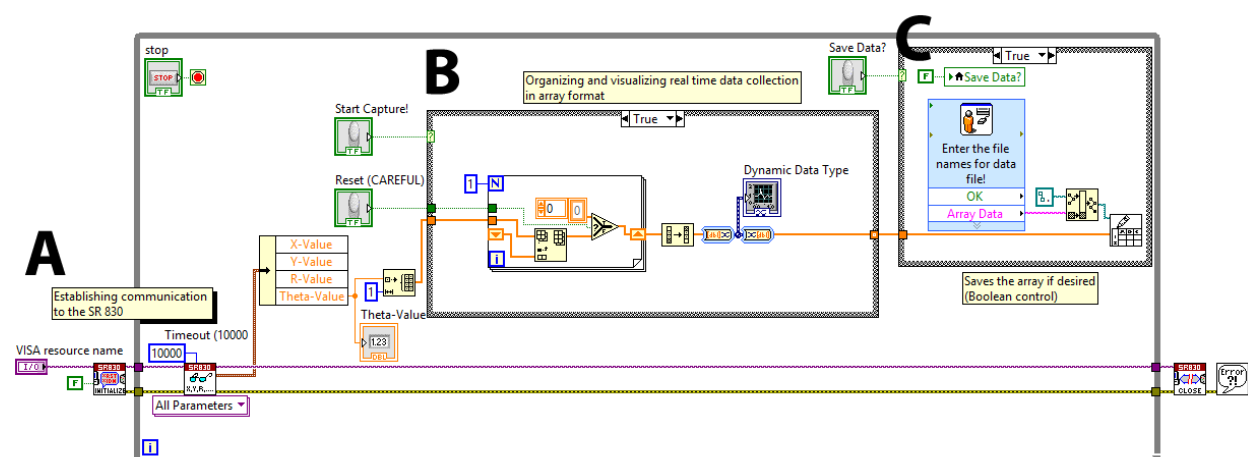 stop
STOP
TF
Save Data?
TF
C
True
F
Save Data?
Enter the file
names for data
file!
OK
Array Data
Saves the array if desired
(Boolean control)
B
Organizing and visualizing real time data collection
in array format
True
Start Capture!
TF
Reset (CAREFUL)
TF
1
N
0
0
i
Dynamic Data Type
X-Value
Y-Value
R-Value
Theta-Value
1
Theta-Value
1.23
DBL
A
Establishing communication
to the SR 830
Timeout (10000
10000
VISA resource name
I/O
F
SR830
INITIALIZE
SR830
X,Y,R,...
All Parameters
i
SR830
CLOSE
Error
?!